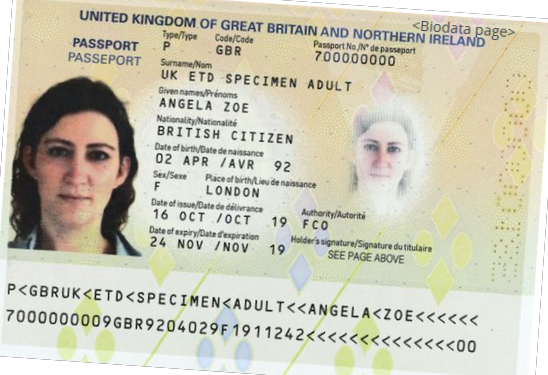 <Biodata page>
UNITED KINGDOM OF GREAT BRITAIN AND NORTHERN IRELAND
PASSPORT
PASSEPORT
Type/Type Code/Code Passport No./Nº de passeport
P GBR 700000000
Surname/Nom
UK ETD SPECIMEN ADULT
Given names/Prénoms
ANGELA ZOE
Nationality/Nationalité
BRITISH CITIZEN
Date of birth/Date de naissance
02 APR /AVR 92
Sex/Sexe Place of birth/Lieu de naissance
F LONDON
Date of issue/Date de délivrance Authority/Autorité
16 OCT /OCT 19 FCO
Date of expiry/Date d'expiration Holder's signature/Signature du titulaire
24 NOV /NOV 19 SEE PAGE ABOVE
P<GBRUK<ETD<SPECIMEN<ADULT<<ANGELA<ZOE<<<<<<
7000000009GBR9204029F1911242<<<<<<<<<<<<<<00